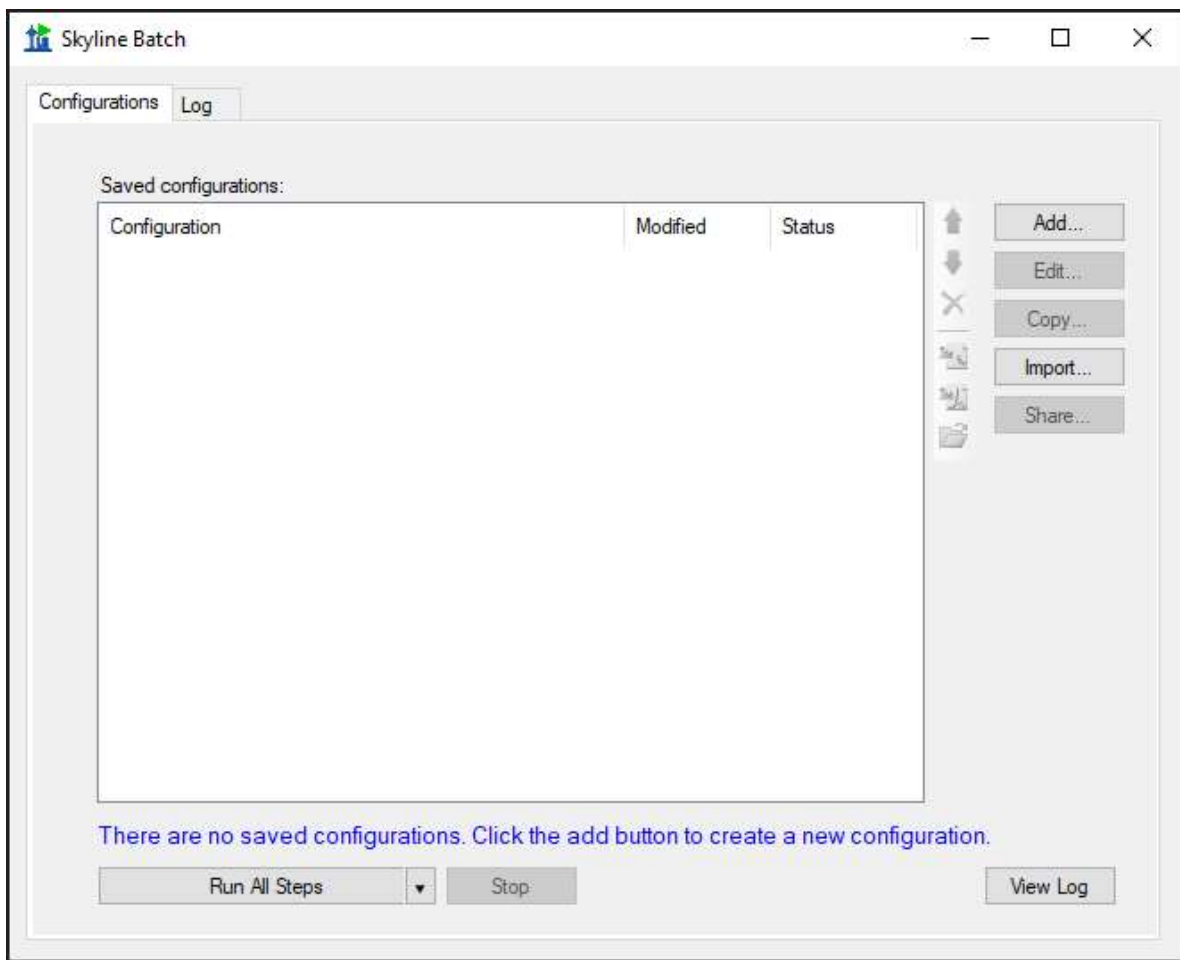 Skyline Batch
Configurations Log
Saved configurations:
Configuration Modified Status
Add...
Edit...
Copy...
Import...
Share...
There are no saved configurations. Click the add button to create a new configuration.
Run All Steps Stop View Log